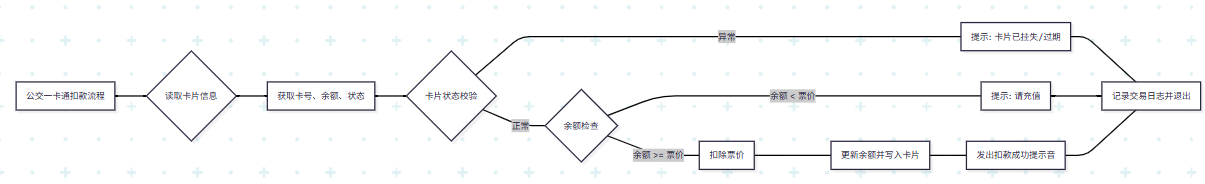 公交一卡通扣款流程
读取卡片信息
获取卡号、余额、状态
卡片状态校验
异常
提示: 卡片已挂失/过期
正常
余额检查
余额 < 票价
提示: 请充值
余额 >= 票价
扣除票价
更新余额并写入卡片
发出扣款成功提示音
记录交易日志并退出